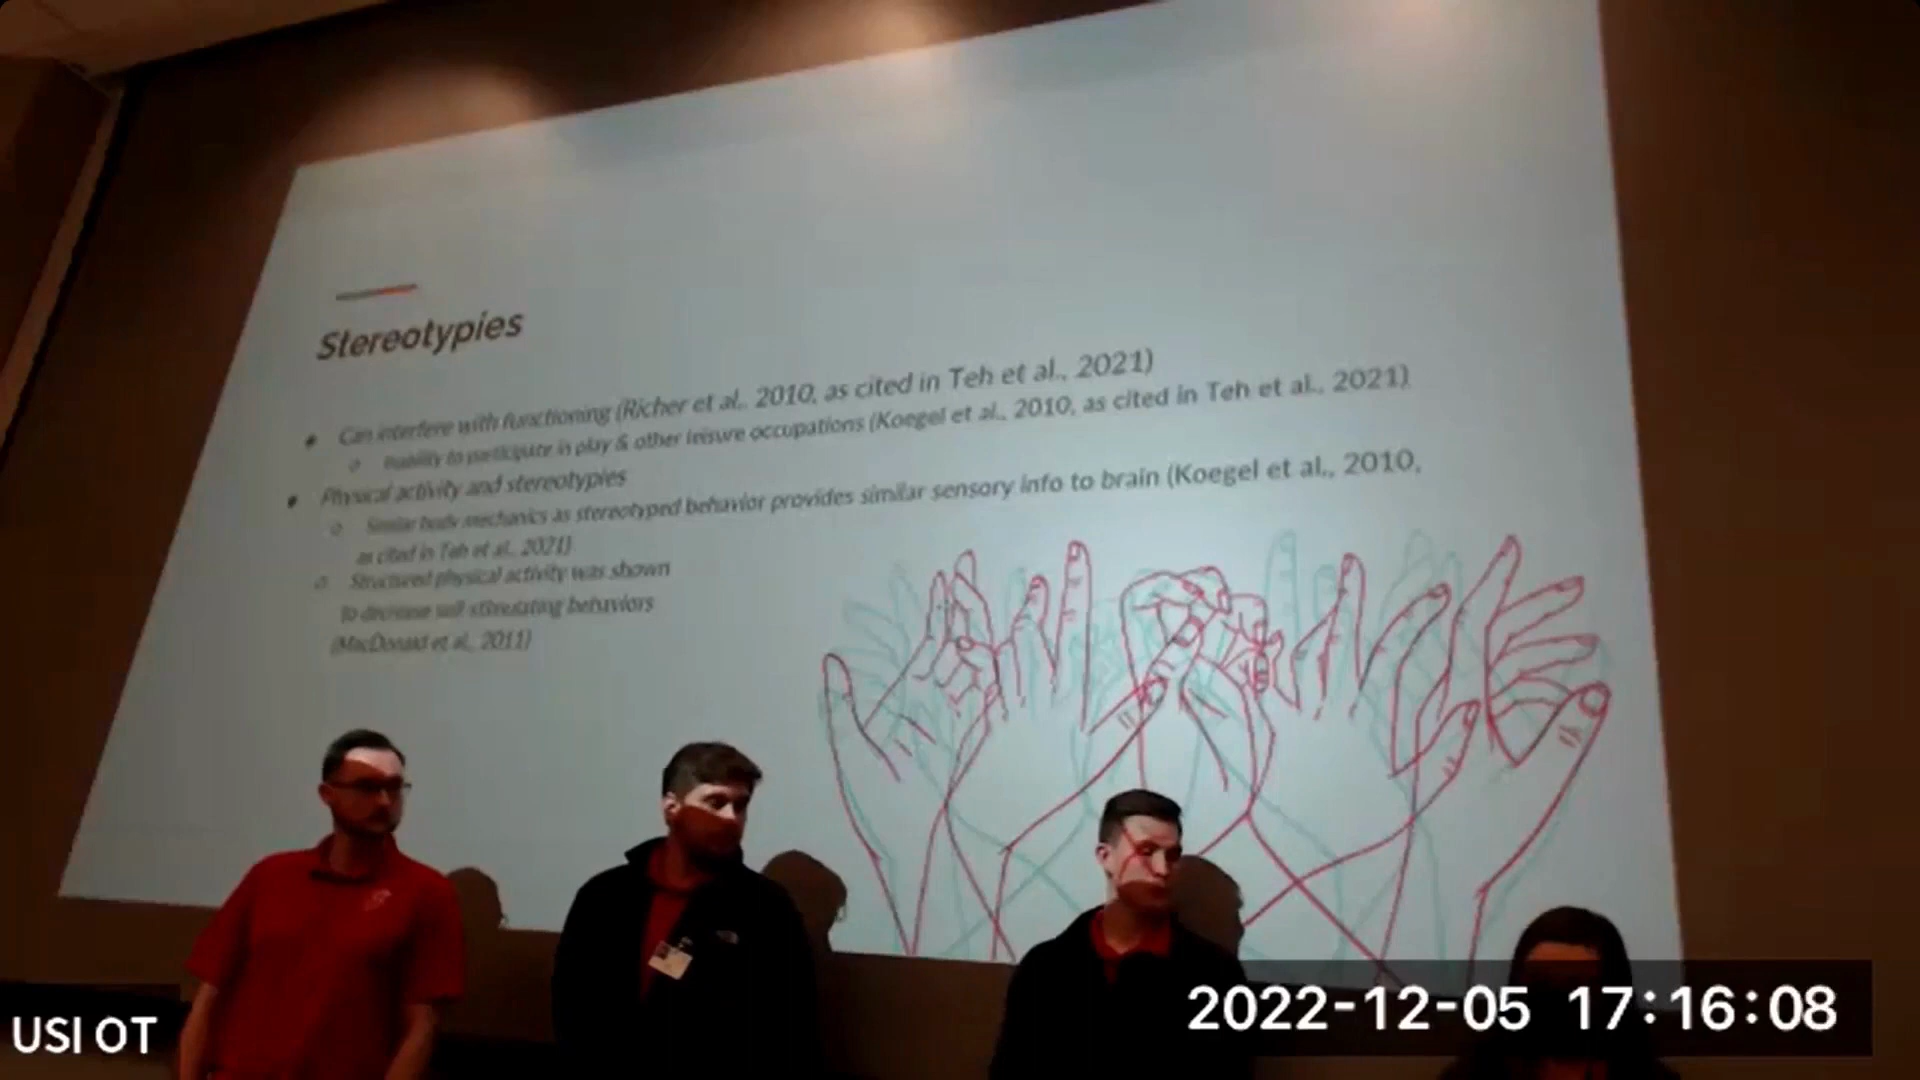 Stereotypies
● Can interfere with functioning (Richer et al., 2010, as cited in Teh et al., 2021)
○ Inability to participate in play & other leisure occupations (Koegel et al., 2010, as cited in Teh et al., 2021)
● Physical activity and stereotypies
○ Similar body mechanics as stereotyped behavior provides similar sensory info to brain (Koegel et al., 2010,
as cited in Teh et al., 2021)
○ Structured physical activity was shown
to decrease self-stimulating behaviors
(MacDonald et al., 2011)
USI OT
2022-12-05 17:16:08